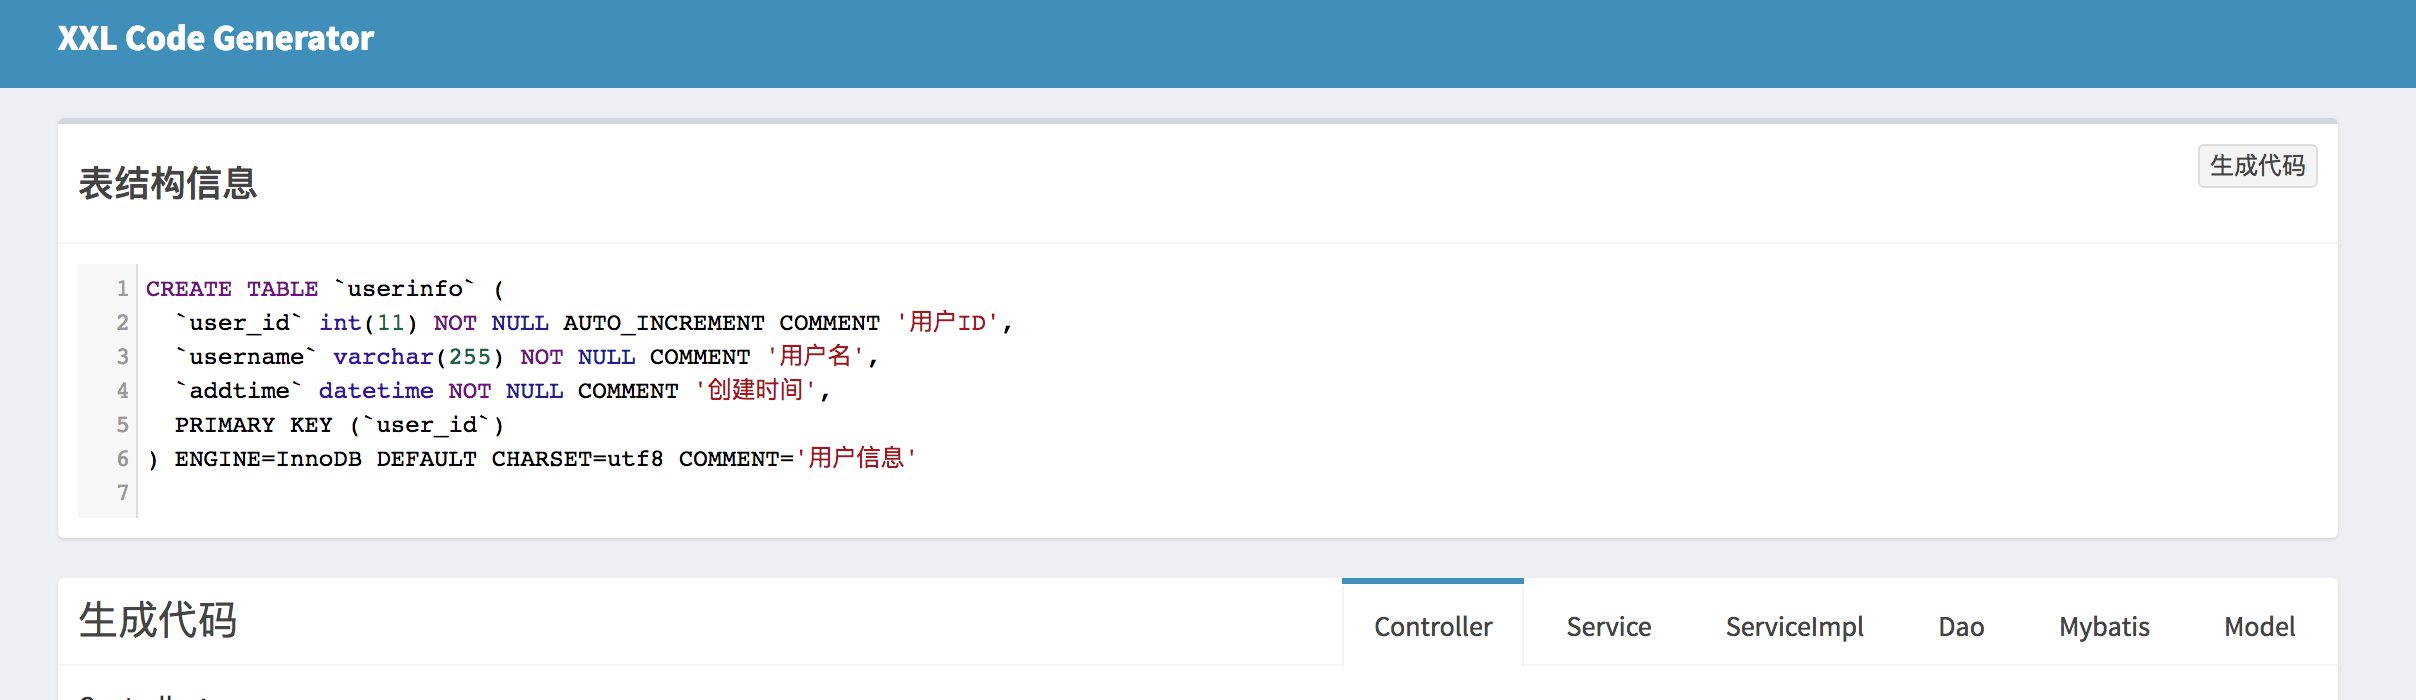 XXL Code Generator
表结构信息
生成代码
1 CREATE TABLE `userinfo` (
2   `user_id` int(11) NOT NULL AUTO_INCREMENT COMMENT '用户ID',
3   `username` varchar(255) NOT NULL COMMENT '用户名',
4   `addtime` datetime NOT NULL COMMENT '创建时间',
5   PRIMARY KEY (`user_id`)
6 ) ENGINE=InnoDB DEFAULT CHARSET=utf8 COMMENT='用户信息'
7
生成代码
Controller Service ServiceImpl Dao Mybatis Model